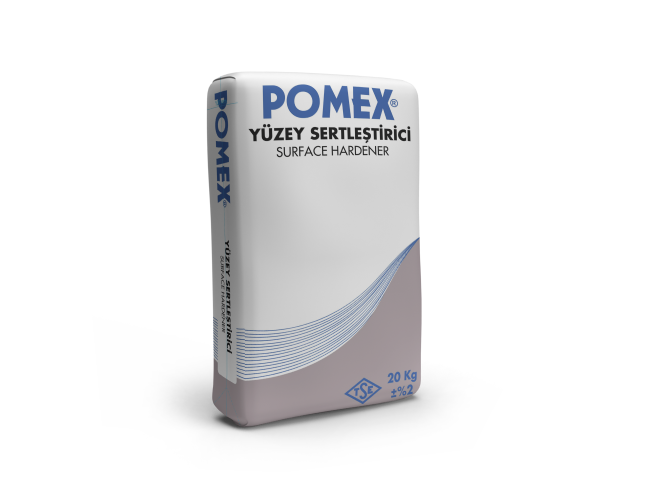 POMEX®
YÜZEY SERTLEŞTİRİCİ
SURFACE HARDENER
POMEX®
YÜZEY SERTLEŞTİRİCİ
SURFACE HARDENER
TSE
20 Kg
±%2